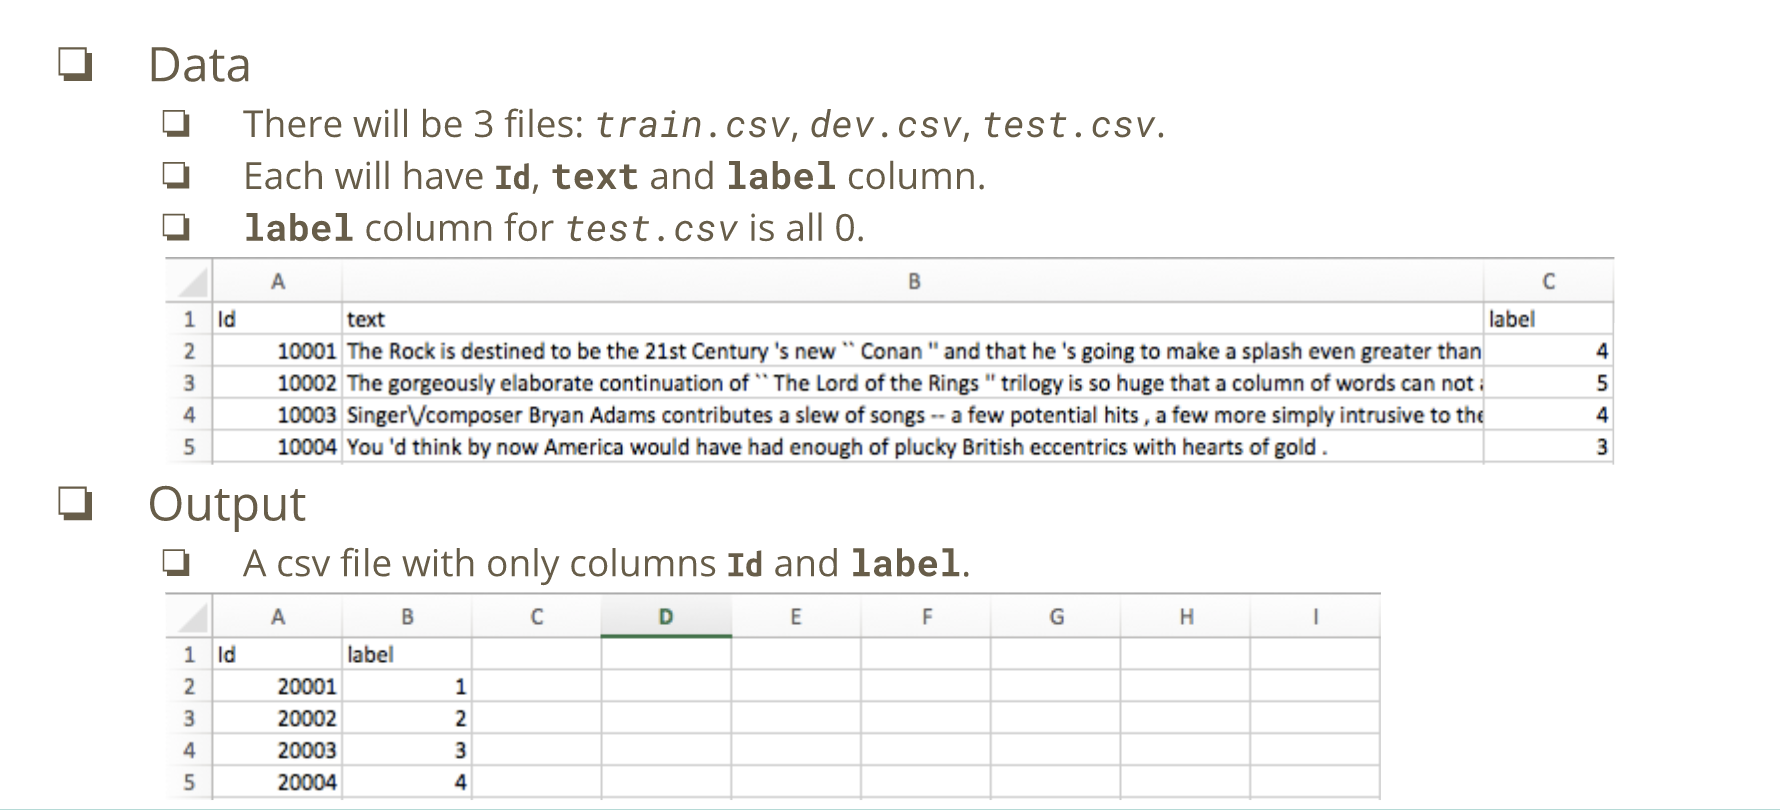 Data
There will be 3 files: train.csv, dev.csv, test.csv.
Each will have Id, text and label column.
label column for test.csv is all 0.
A B C
1 Id text label
2 10001 The Rock is destined to be the 21st Century 's new `` Conan '' and that he 's going to make a splash even greater than 4
3 10002 The gorgeously elaborate continuation of `` The Lord of the Rings '' trilogy is so huge that a column of words can not 5
4 10003 Singer\/composer Bryan Adams contributes a slew of songs -- a few potential hits , a few more simply intrusive to the 4
5 10004 You 'd think by now America would have had enough of plucky British eccentrics with hearts of gold . 3
Output
A csv file with only columns Id and label.
A B C D E F G H I
1 Id label
2 20001 1
3 20002 2
4 20003 3
5 20004 4